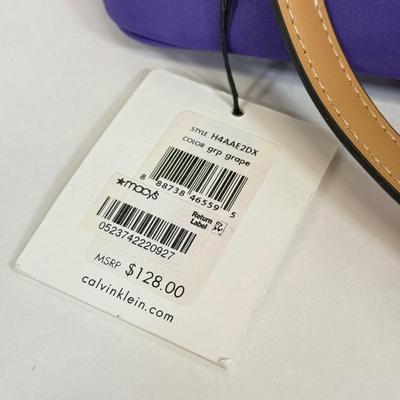 STYLE H4AAE2DX
COLOR grp grape
8 88738 46559 5
★macy's
Return
Label
0523742220927
MSRP $128.00
calvinklein.com